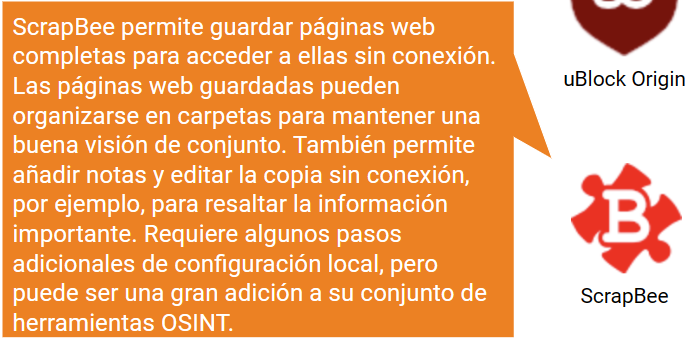 ScrapBee permite guardar páginas web
completas para acceder a ellas sin conexión.
Las páginas web guardadas pueden
organizarse en carpetas para mantener una
buena visión de conjunto. También permite
añadir notas y editar la copia sin conexión,
por ejemplo, para resaltar la información
importante. Requiere algunos pasos
adicionales de configuración local, pero
puede ser una gran adición a su conjunto de
herramientas OSINT.
uBlock Origin
B
ScrapBee